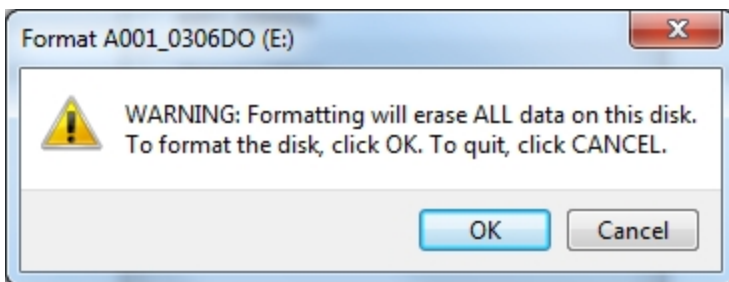 Format A001_0306DO (E:)
WARNING: Formatting will erase ALL data on this disk.
To format the disk, click OK. To quit, click CANCEL.
OK Cancel